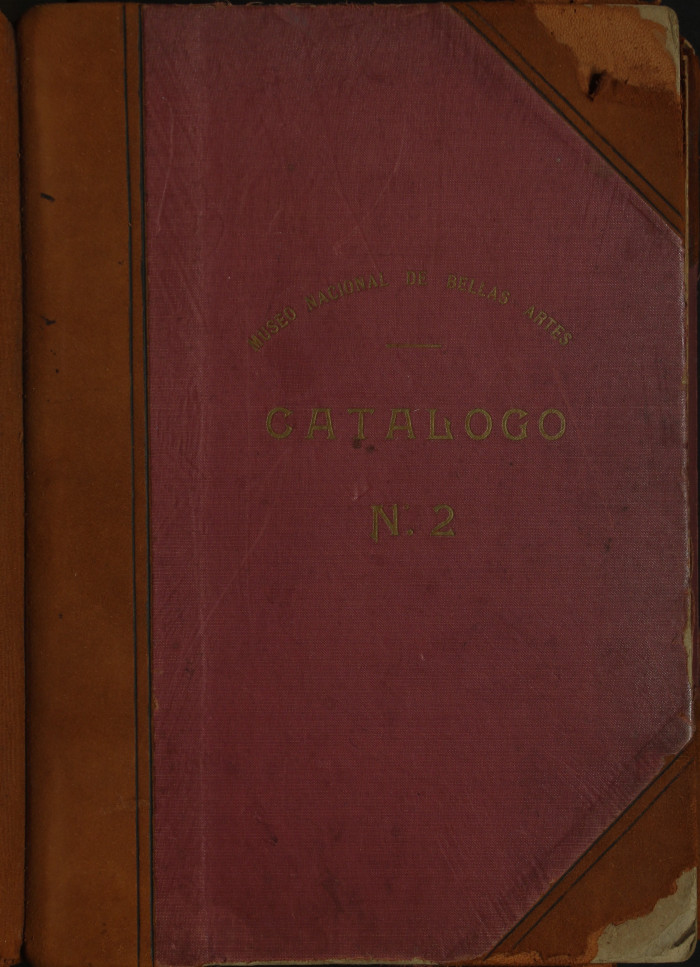 MUSEO NACIONAL DE BELLAS ARTES
CATALOGO
N. 2